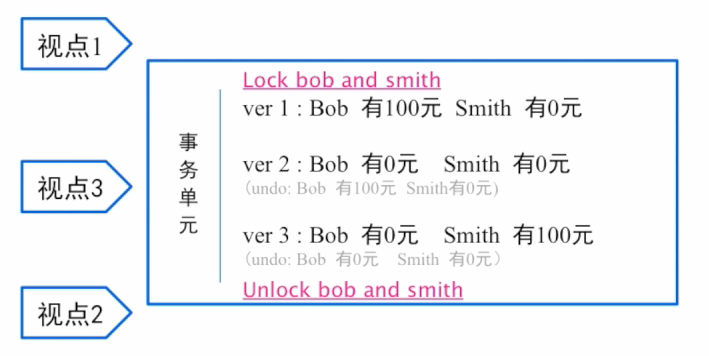 视点1
Lock bob and smith
ver 1 : Bob 有100元 Smith 有0元
事务单元
ver 2 : Bob 有0元 Smith 有0元
(undo: Bob 有100元 Smith有0元)
视点3
ver 3 : Bob 有0元 Smith 有100元
(undo: Bob 有0元 Smith 有0元）
Unlock bob and smith
视点2